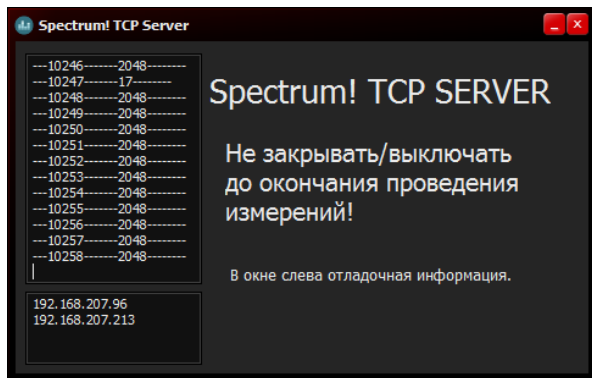 Spectrum! TCP Server
---10246-------2048--------
---10247-------17--------
---10248-------2048--------
---10249-------2048--------
---10250-------2048--------
---10251-------2048--------
---10252-------2048--------
---10253-------2048--------
---10254-------2048--------
---10255-------2048--------
---10256-------2048--------
---10257-------2048--------
---10258-------2048--------
192.168.207.96
192.168.207.213
Spectrum! TCP SERVER
Не закрывать/выключать
до окончания проведения
измерений!
В окне слева отладочная информация.